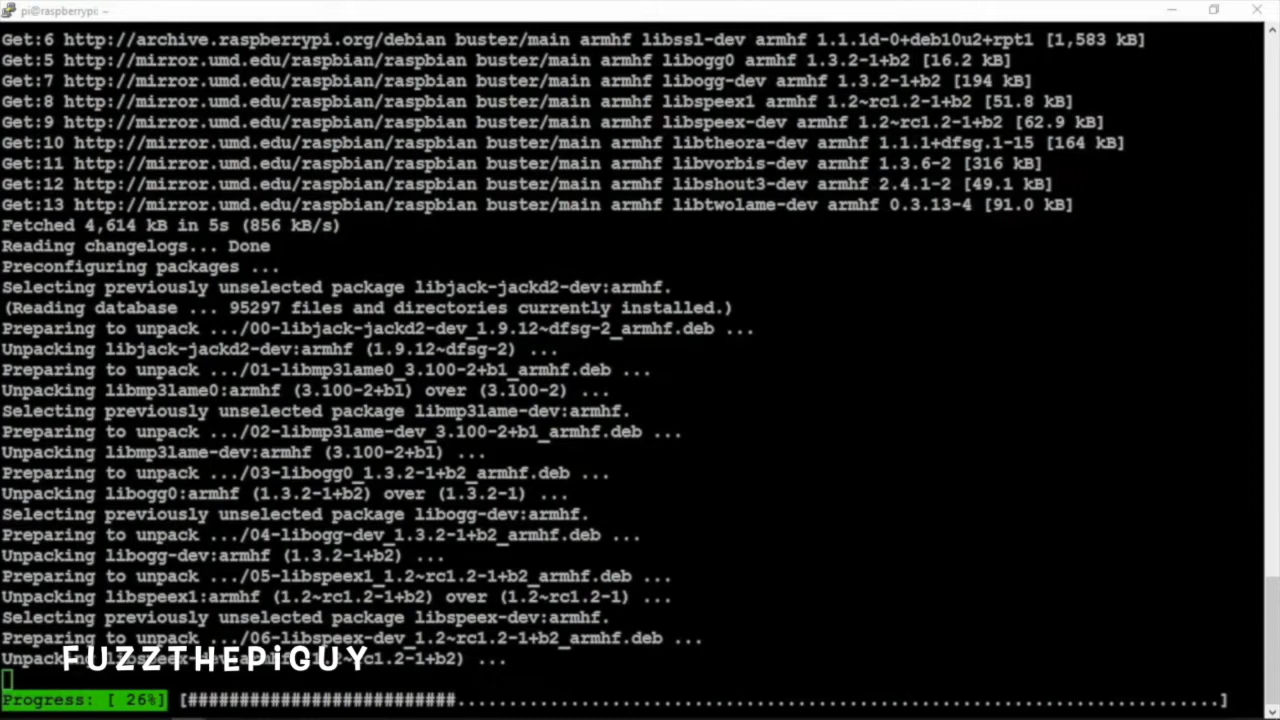 pi@raspberrypi: ~
Get:6 http://archive.raspberrypi.org/debian buster/main armhf libssl-dev armhf 1.1.1d-0+deb10u2+rpt1 [1,583 kB]
Get:5 http://mirror.umd.edu/raspbian/raspbian buster/main armhf libogg0 armhf 1.3.2-1+b2 [16.2 kB]
Get:7 http://mirror.umd.edu/raspbian/raspbian buster/main armhf libogg-dev armhf 1.3.2-1+b2 [194 kB]
Get:8 http://mirror.umd.edu/raspbian/raspbian buster/main armhf libspeex1 armhf 1.2~rc1.2-1+b2 [51.8 kB]
Get:9 http://mirror.umd.edu/raspbian/raspbian buster/main armhf libspeex-dev armhf 1.2~rc1.2-1+b2 [62.9 kB]
Get:10 http://mirror.umd.edu/raspbian/raspbian buster/main armhf libtheora-dev armhf 1.1.1+dfsg.1-15 [164 kB]
Get:11 http://mirror.umd.edu/raspbian/raspbian buster/main armhf libvorbis-dev armhf 1.3.6-2 [316 kB]
Get:12 http://mirror.umd.edu/raspbian/raspbian buster/main armhf libshout3-dev armhf 2.4.1-2 [49.1 kB]
Get:13 http://mirror.umd.edu/raspbian/raspbian buster/main armhf libtwolame-dev armhf 0.3.13-4 [91.0 kB]
Fetched 4,614 kB in 5s (856 kB/s)
Reading changelogs... Done
Preconfiguring packages ...
Selecting previously unselected package libjack-jackd2-dev:armhf.
(Reading database ... 95297 files and directories currently installed.)
Preparing to unpack .../00-libjack-jackd2-dev_1.9.12~dfsg-2_armhf.deb ...
Unpacking libjack-jackd2-dev:armhf (1.9.12~dfsg-2) ...
Preparing to unpack .../01-libmp3lame0_3.100-2+b1_armhf.deb ...
Unpacking libmp3lame0:armhf (3.100-2+b1) over (3.100-2) ...
Selecting previously unselected package libmp3lame-dev:armhf.
Preparing to unpack .../02-libmp3lame-dev_3.100-2+b1_armhf.deb ...
Unpacking libmp3lame-dev:armhf (3.100-2+b1) ...
Preparing to unpack .../03-libogg0_1.3.2-1+b2_armhf.deb ...
Unpacking libogg0:armhf (1.3.2-1+b2) over (1.3.2-1) ...
Selecting previously unselected package libogg-dev:armhf.
Preparing to unpack .../04-libogg-dev_1.3.2-1+b2_armhf.deb ...
Unpacking libogg-dev:armhf (1.3.2-1+b2) ...
Preparing to unpack .../05-libspeex1_1.2~rc1.2-1+b2_armhf.deb ...
Unpacking libspeex1:armhf (1.2~rc1.2-1+b2) over (1.2~rc1.2-1) ...
Selecting previously unselected package libspeex-dev:armhf.
Preparing to unpack .../06-libspeex-dev_1.2~rc1.2-1+b2_armhf.deb ...
Unpacking libspeex-dev:armhf (1.2~rc1.2-1+b2) ...
FUZZTHEPiGUY
Progress: [ 26%] [##########################..........................................................................]